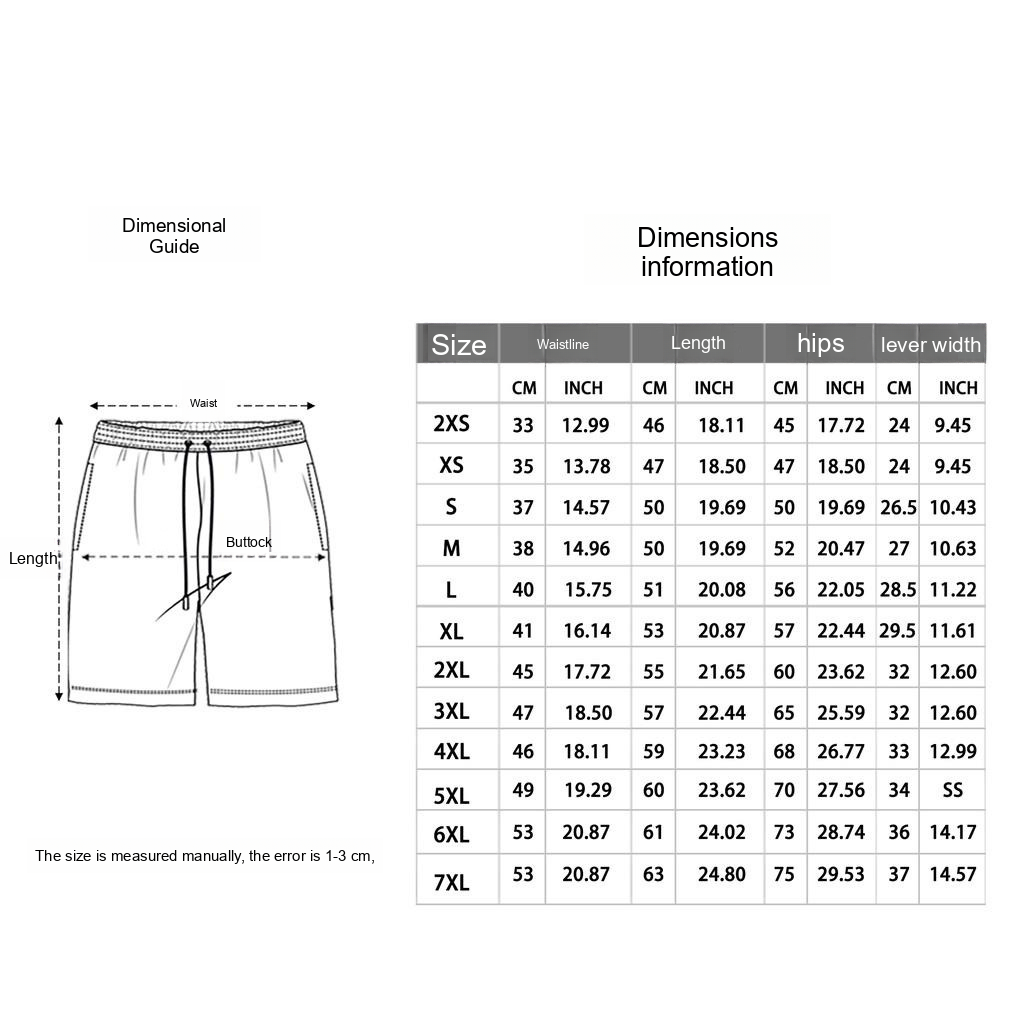 Dimensional
Guide
Dimensions
information
Size Waistline Length hips lever width
CM INCH CM INCH CM INCH CM INCH
2XS 33 12.99 46 18.11 45 17.72 24 9.45
XS 35 13.78 47 18.50 47 18.50 24 9.45
S 37 14.57 50 19.69 50 19.69 26.5 10.43
M 38 14.96 50 19.69 52 20.47 27 10.63
L 40 15.75 51 20.08 56 22.05 28.5 11.22
XL 41 16.14 53 20.87 57 22.44 29.5 11.61
2XL 45 17.72 55 21.65 60 23.62 32 12.60
3XL 47 18.50 57 22.44 65 25.59 32 12.60
4XL 46 18.11 59 23.23 68 26.77 33 12.99
5XL 49 19.29 60 23.62 70 27.56 34 SS
6XL 53 20.87 61 24.02 73 28.74 36 14.17
7XL 53 20.87 63 24.80 75 29.53 37 14.57
Waist
Buttock
Length
The size is measured manually, the error is 1-3 cm,